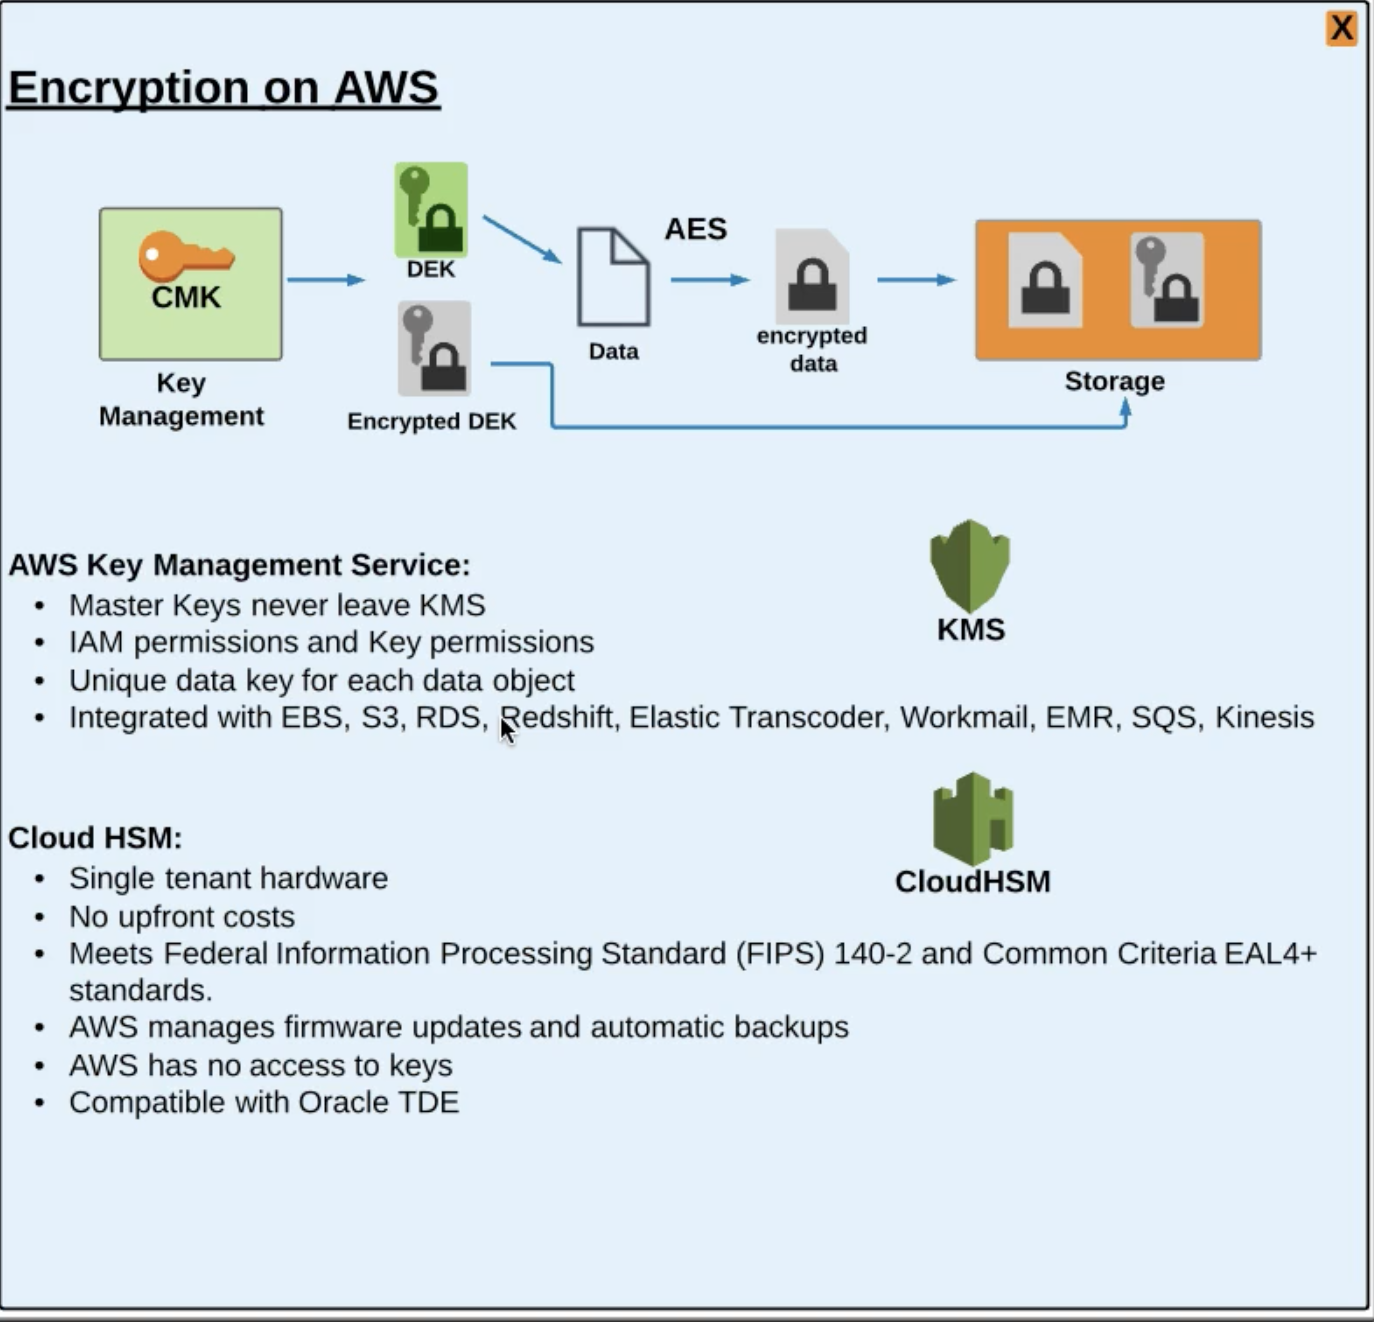 X
Encryption on AWS
DEK
CMK
AES
Data
encrypted
data
Storage
Key
Management
Encrypted DEK
AWS Key Management Service:
• Master Keys never leave KMS
• IAM permissions and Key permissions
• Unique data key for each data object
• Integrated with EBS, S3, RDS, Redshift, Elastic Transcoder, Workmail, EMR, SQS, Kinesis
KMS
Cloud HSM:
• Single tenant hardware
• No upfront costs
• Meets Federal Information Processing Standard (FIPS) 140-2 and Common Criteria EAL4+
standards.
• AWS manages firmware updates and automatic backups
• AWS has no access to keys
• Compatible with Oracle TDE
CloudHSM